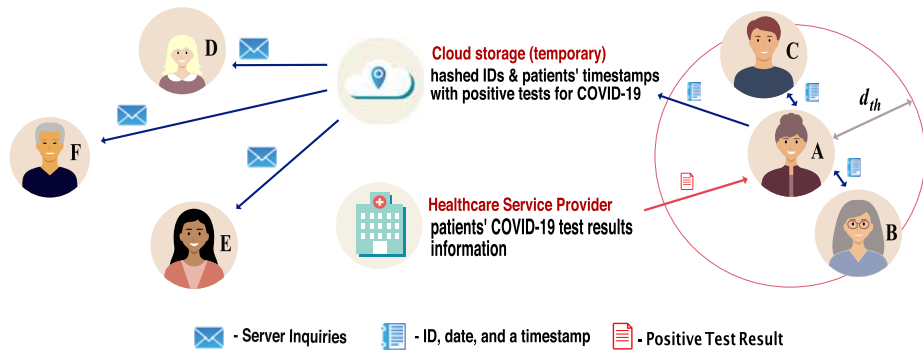 D
Cloud storage (temporary)
hashed IDs & patients' timestamps
with positive tests for COVID-19
C
d_th
F
A
E
Healthcare Service Provider
patients' COVID-19 test results
information
B
- Server Inquiries
- ID, date, and a timestamp
- Positive Test Result